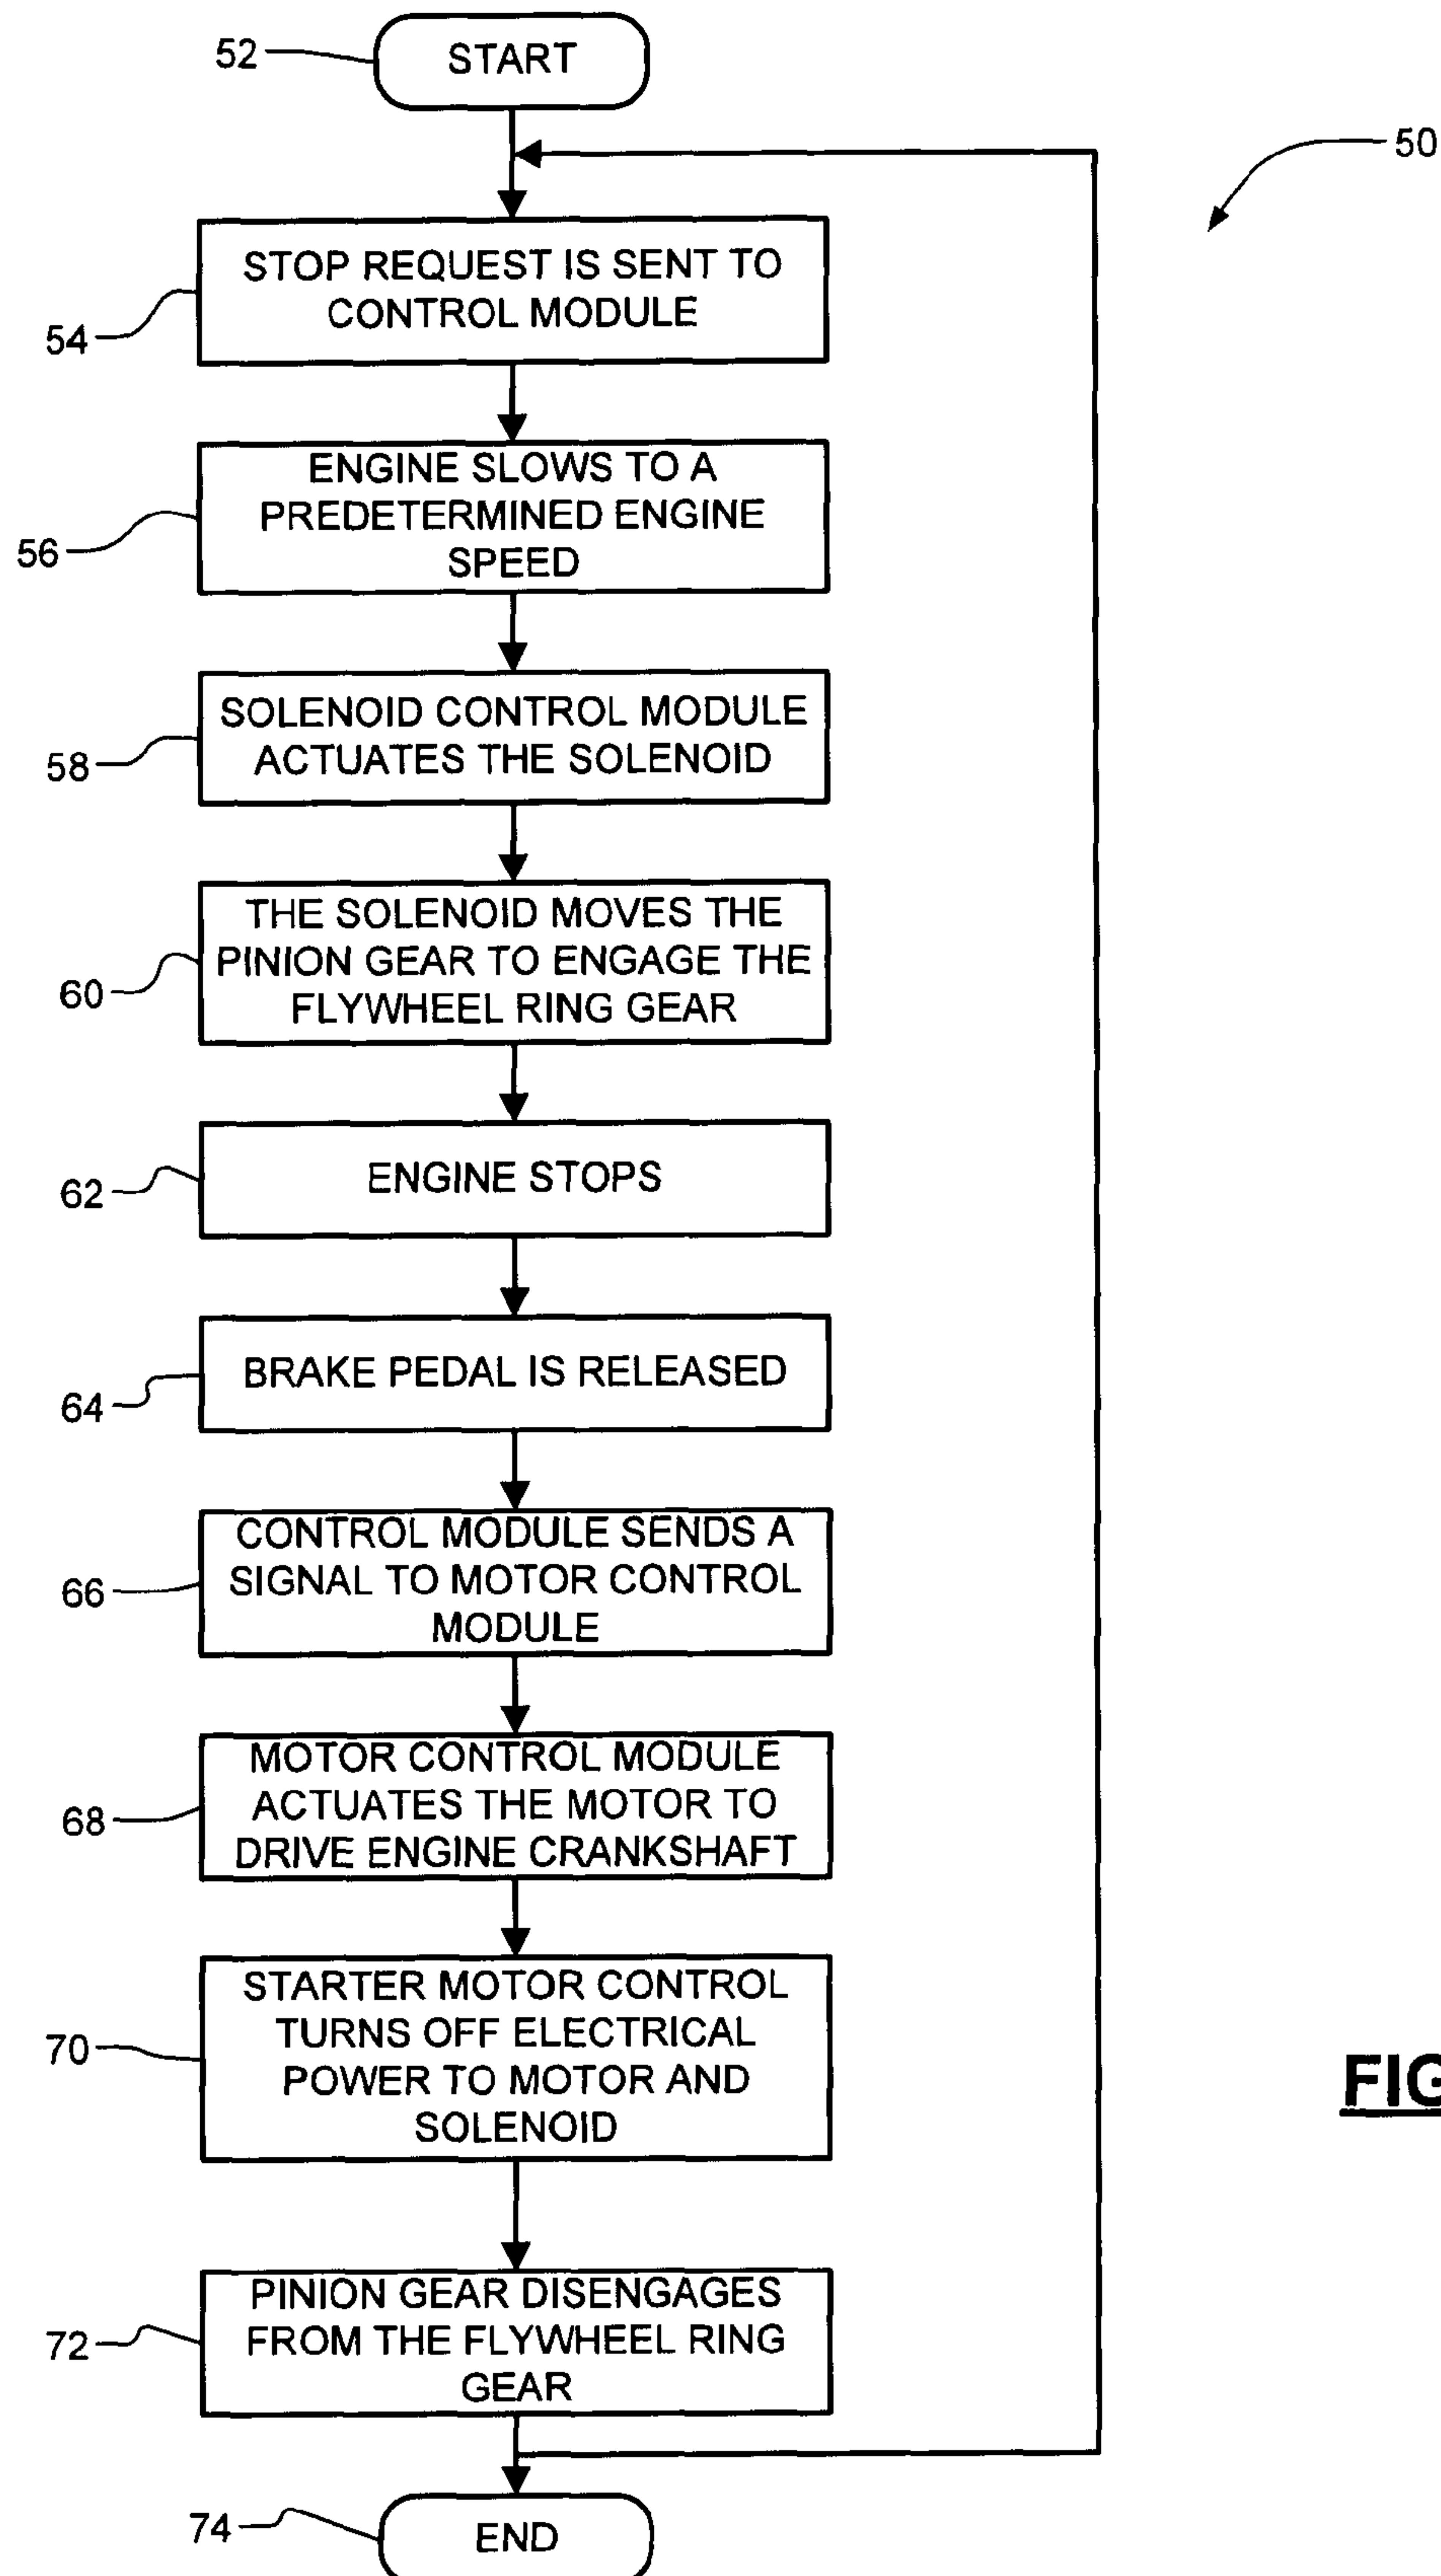 52
START
50
STOP REQUEST IS SENT TO
CONTROL MODULE
54
ENGINE SLOWS TO A
PREDETERMINED ENGINE
SPEED
56
SOLENOID CONTROL MODULE
ACTUATES THE SOLENOID
58
THE SOLENOID MOVES THE
PINION GEAR TO ENGAGE THE
FLYWHEEL RING GEAR
60
ENGINE STOPS
62
BRAKE PEDAL IS RELEASED
64
CONTROL MODULE SENDS A
SIGNAL TO MOTOR CONTROL
MODULE
66
MOTOR CONTROL MODULE
ACTUATES THE MOTOR TO
DRIVE ENGINE CRANKSHAFT
68
STARTER MOTOR CONTROL
TURNS OFF ELECTRICAL
POWER TO MOTOR AND
SOLENOID
70
FIG
PINION GEAR DISENGAGES
FROM THE FLYWHEEL RING
GEAR
72
74
END